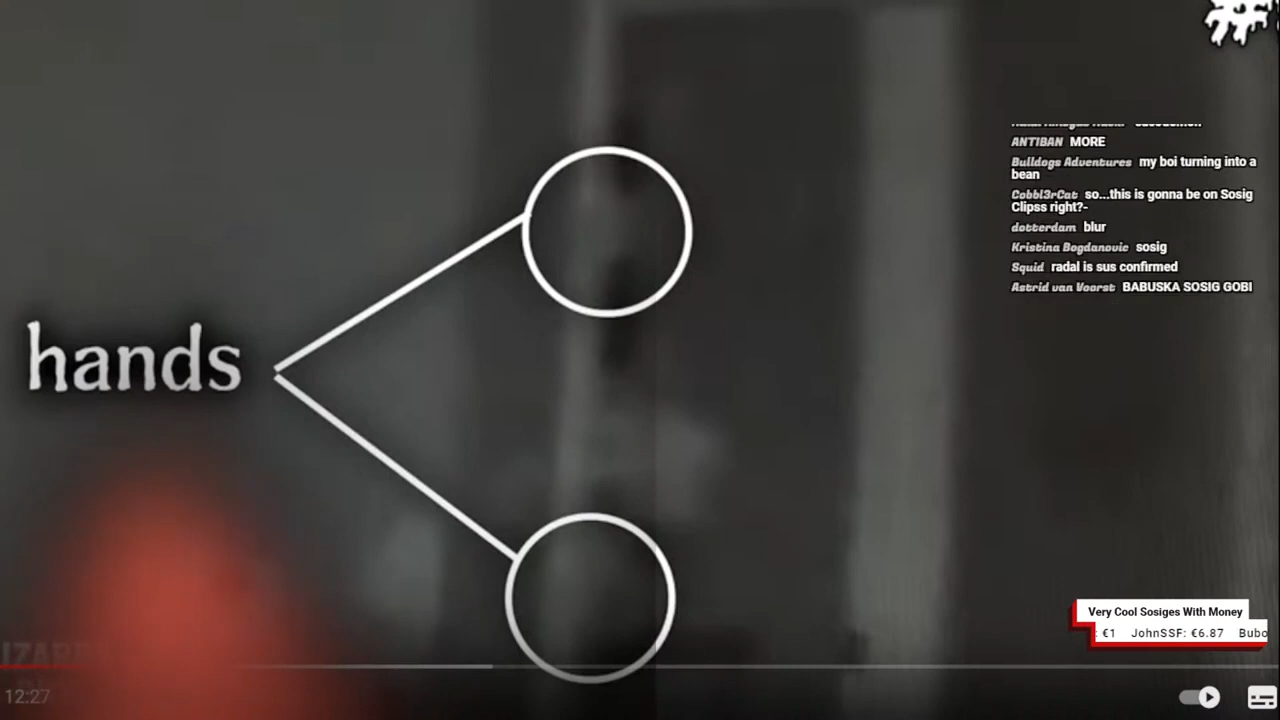 ANTIBAN MORE
Bulldogs Adventures my boi turning into a
bean
Cobbl3rCat so...this is gonna be on Sosig
Clipss right?-
dotterdam blur
Kristina Bogdanovic sosig
Squid radal is sus confirmed
Astrid van Voorst BABUSKA SOSIG GOBI
hands
Very Cool Sosiges With Money
: €1 JohnSSF: €6.87 Bubo
12:27